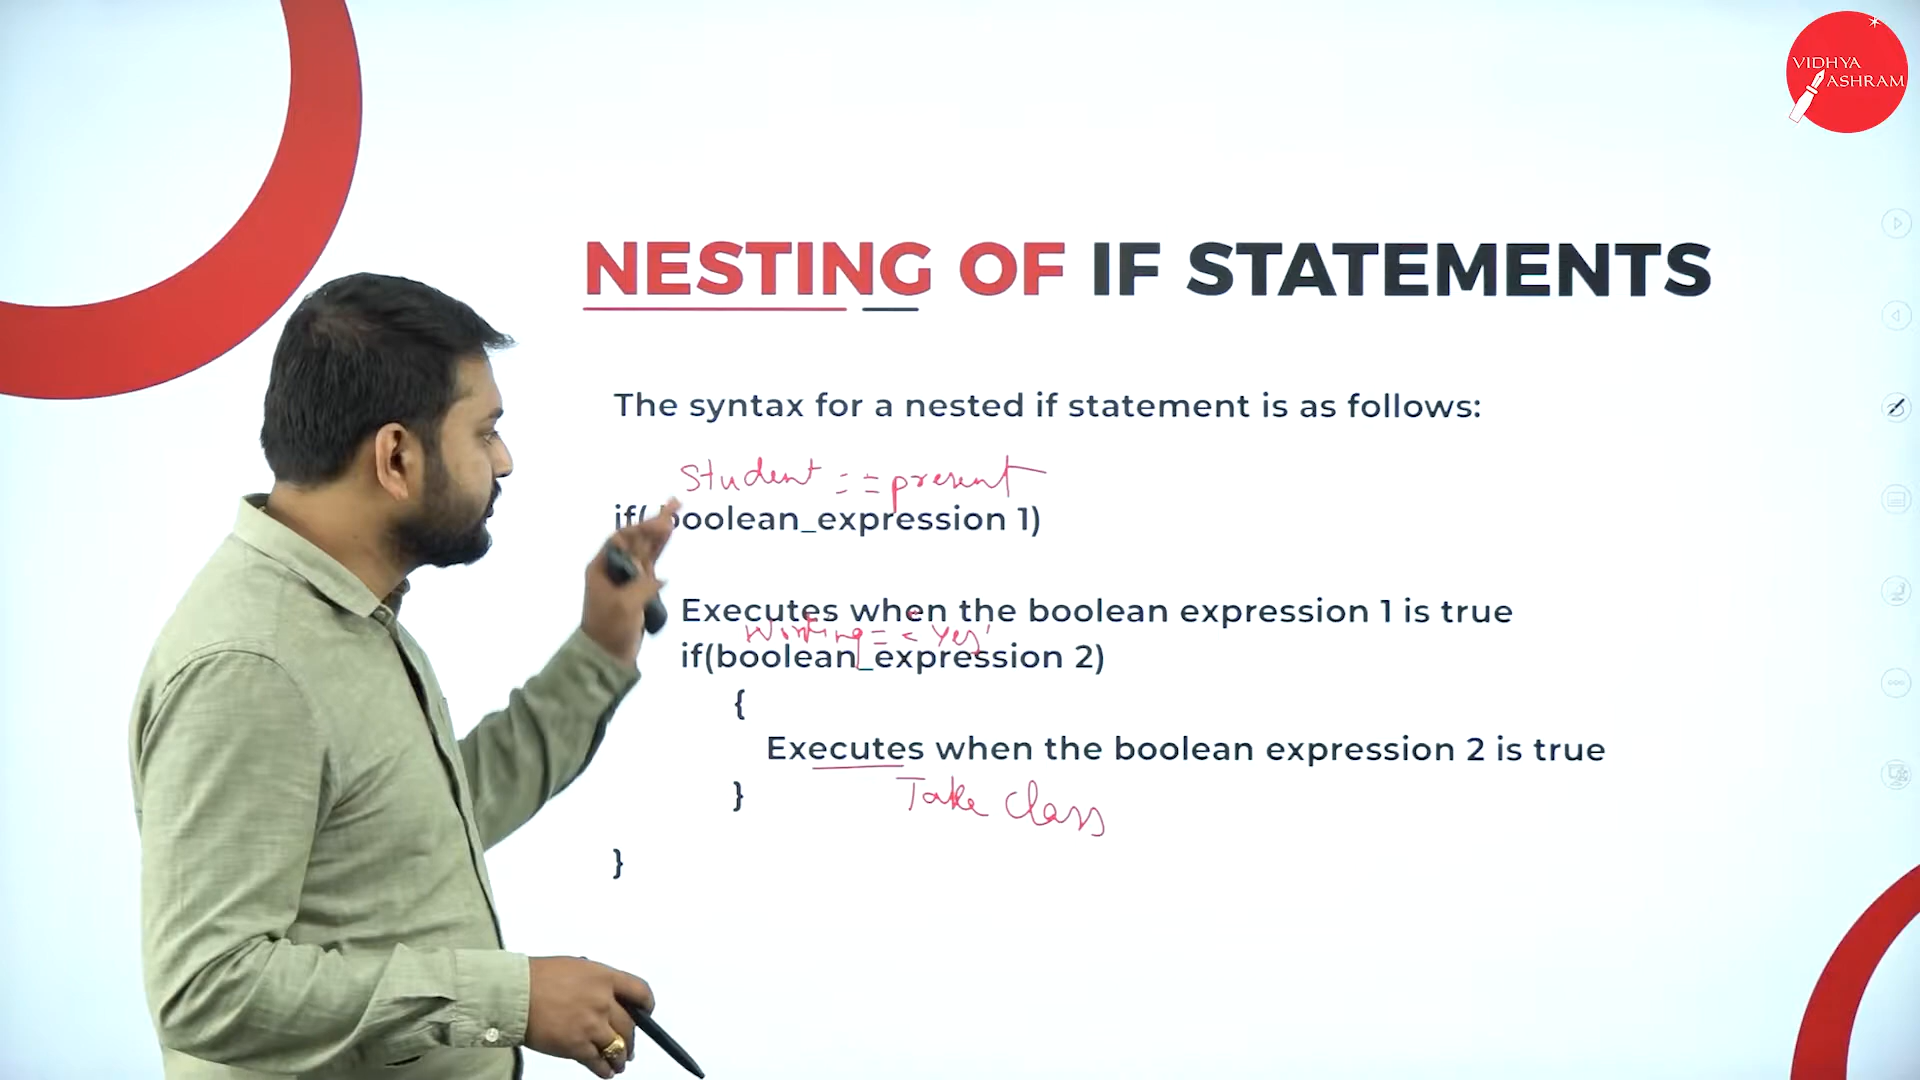 VIDHYA
ASHRAM
NESTING OF IF STATEMENTS
The syntax for a nested if statement is as follows:
Student == present
if( boolean_expression 1)
Executes when the boolean expression 1 is true
Working == "Yes"
if(boolean_expression 2)
{
Executes when the boolean expression 2 is true
}
Take Class
}